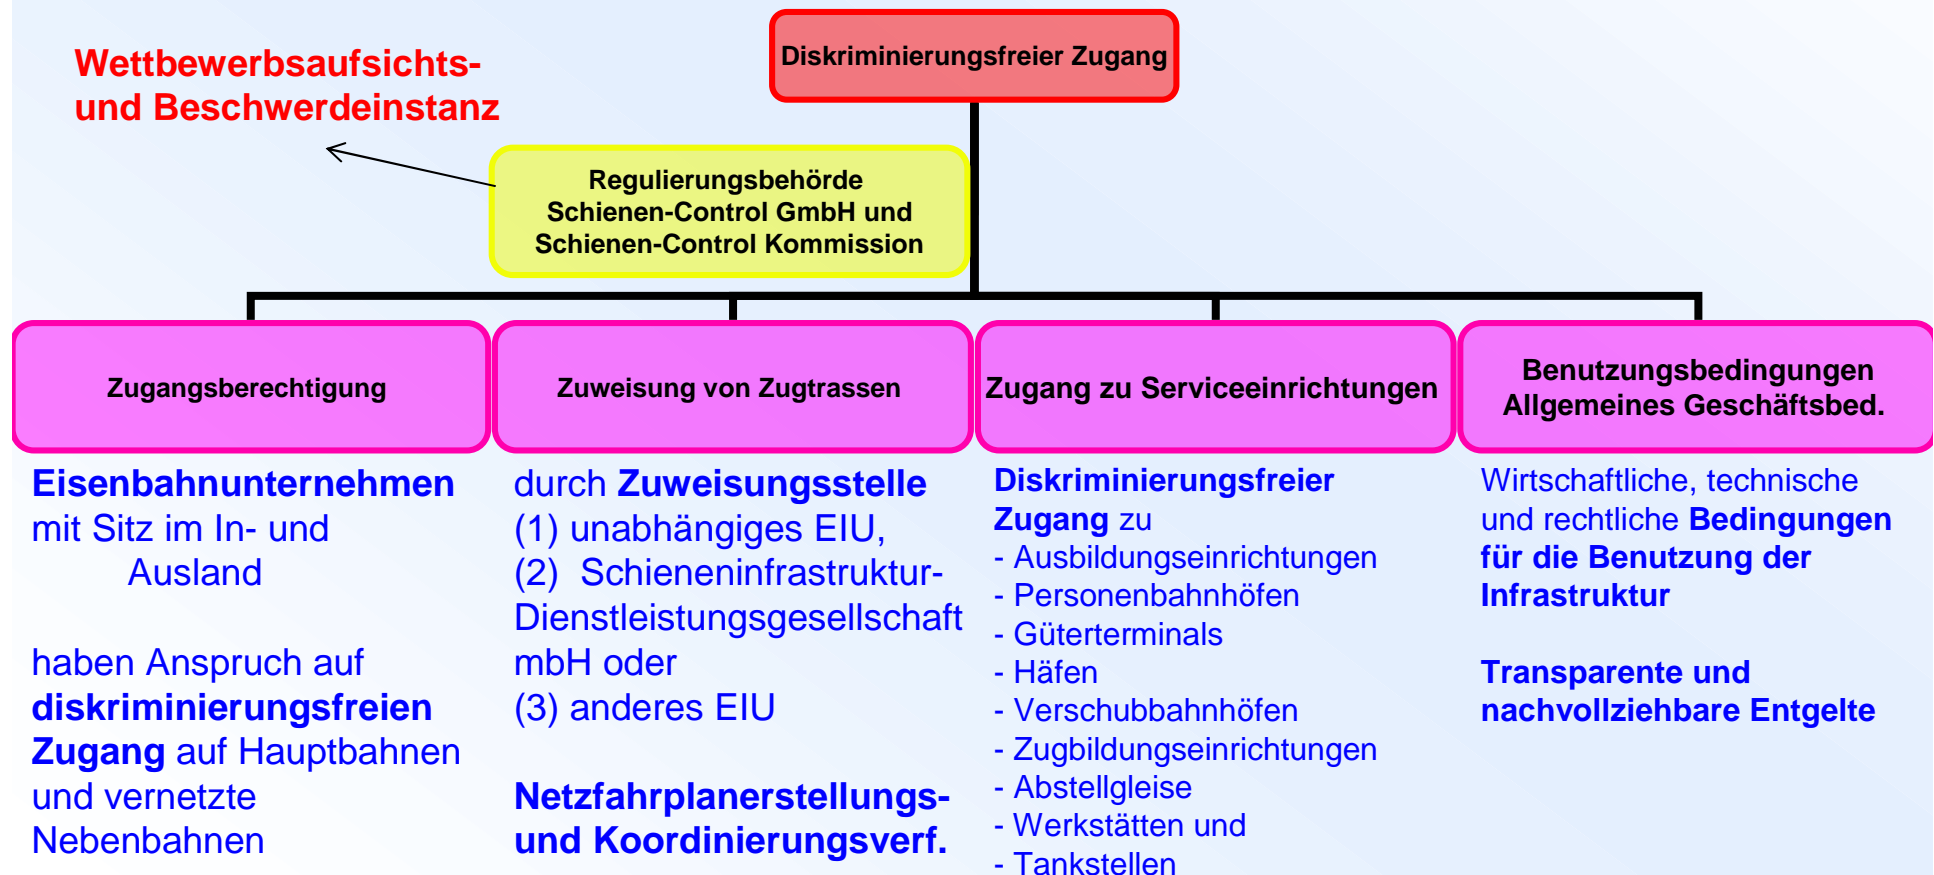 Wettbewerbsaufsichts-
und Beschwerdeinstanz
Diskriminierungsfreier Zugang
Regulierungsbehörde
Schienen-Control GmbH und
Schienen-Control Kommission
Zugangsberechtigung
Eisenbahnunternehmen
mit Sitz im In- und
Ausland
haben Anspruch auf
diskriminierungsfreien
Zugang auf Hauptbahnen
und vernetzte
Nebenbahnen
Zuweisung von Zugtrassen
durch Zuweisungsstelle
(1) unabhängiges EIU,
(2) Schieneninfrastruktur-
Dienstleistungsgesellschaft
mbH oder
(3) anderes EIU
Netzfahrplanerstellungs-
und Koordinierungsverf.
Zugang zu Serviceeinrichtungen
Diskriminierungsfreier
Zugang zu
- Ausbildungseinrichtungen
- Personenbahnhöfen
- Güterterminals
- Häfen
- Verschubbahnhöfen
- Zugbildungseinrichtungen
- Abstellgleise
- Werkstätten und
- Tankstellen
Benutzungsbedingungen
Allgemeines Geschäftsbed.
Wirtschaftliche, technische
und rechtliche Bedingungen
für die Benutzung der
Infrastruktur
Transparente und
nachvollziehbare Entgelte